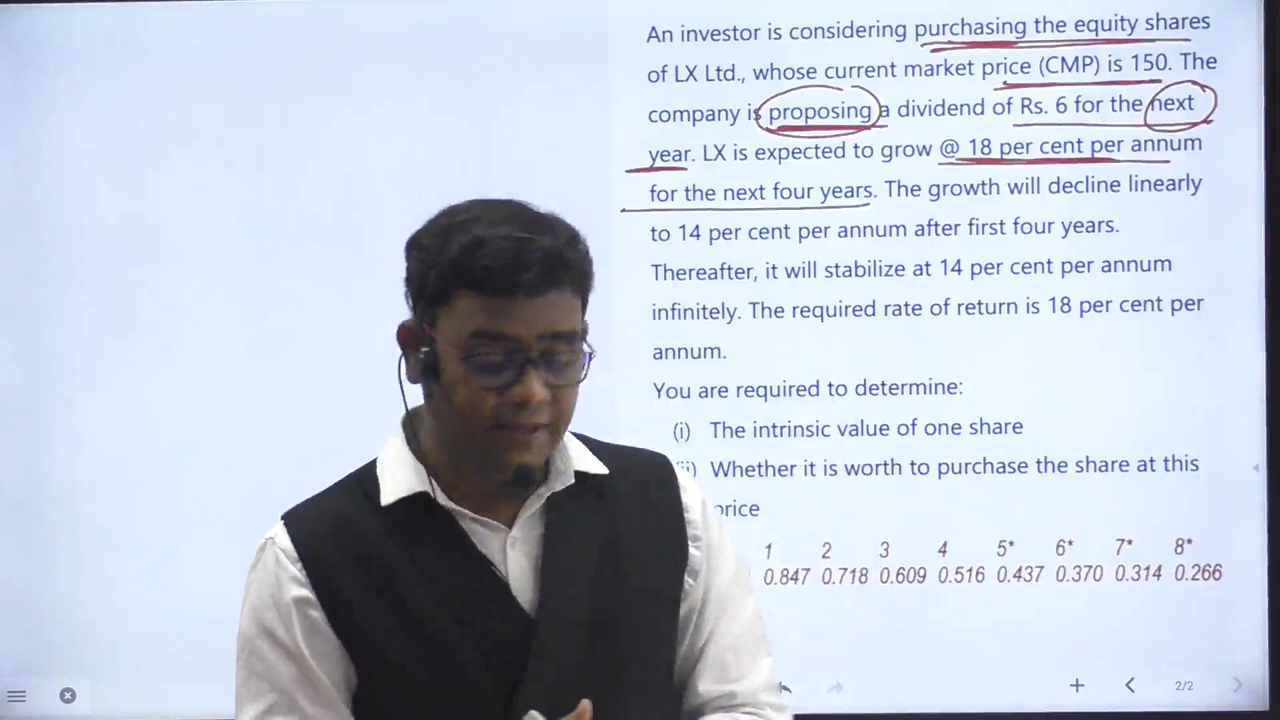 An investor is considering purchasing the equity shares
of LX Ltd., whose current market price (CMP) is 150. The
company is proposing a dividend of Rs. 6 for the next
year. LX is expected to grow @ 18 per cent per annum
for the next four years. The growth will decline linearly
to 14 per cent per annum after first four years.
Thereafter, it will stabilize at 14 per cent per annum
infinitely. The required rate of return is 18 per cent per
annum.
You are required to determine:
(i) The intrinsic value of one share
(ii) Whether it is worth to purchase the share at this
price
1 2 3 4 5* 6* 7* 8*
0.847 0.718 0.609 0.516 0.437 0.370 0.314 0.266
2/2